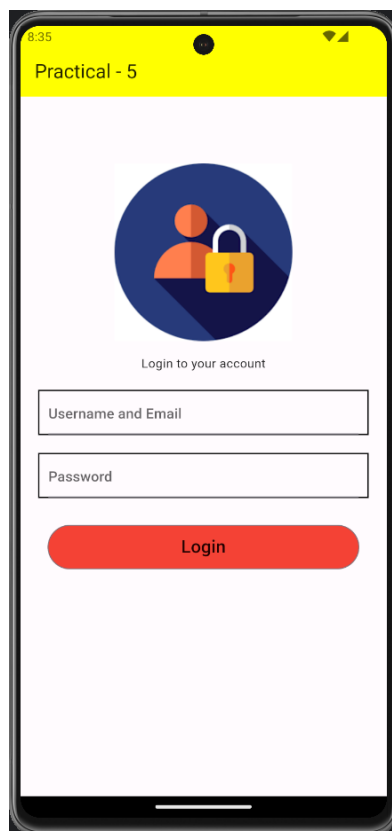 8:35
Practical - 5
Login to your account
Username and Email
Password
Login